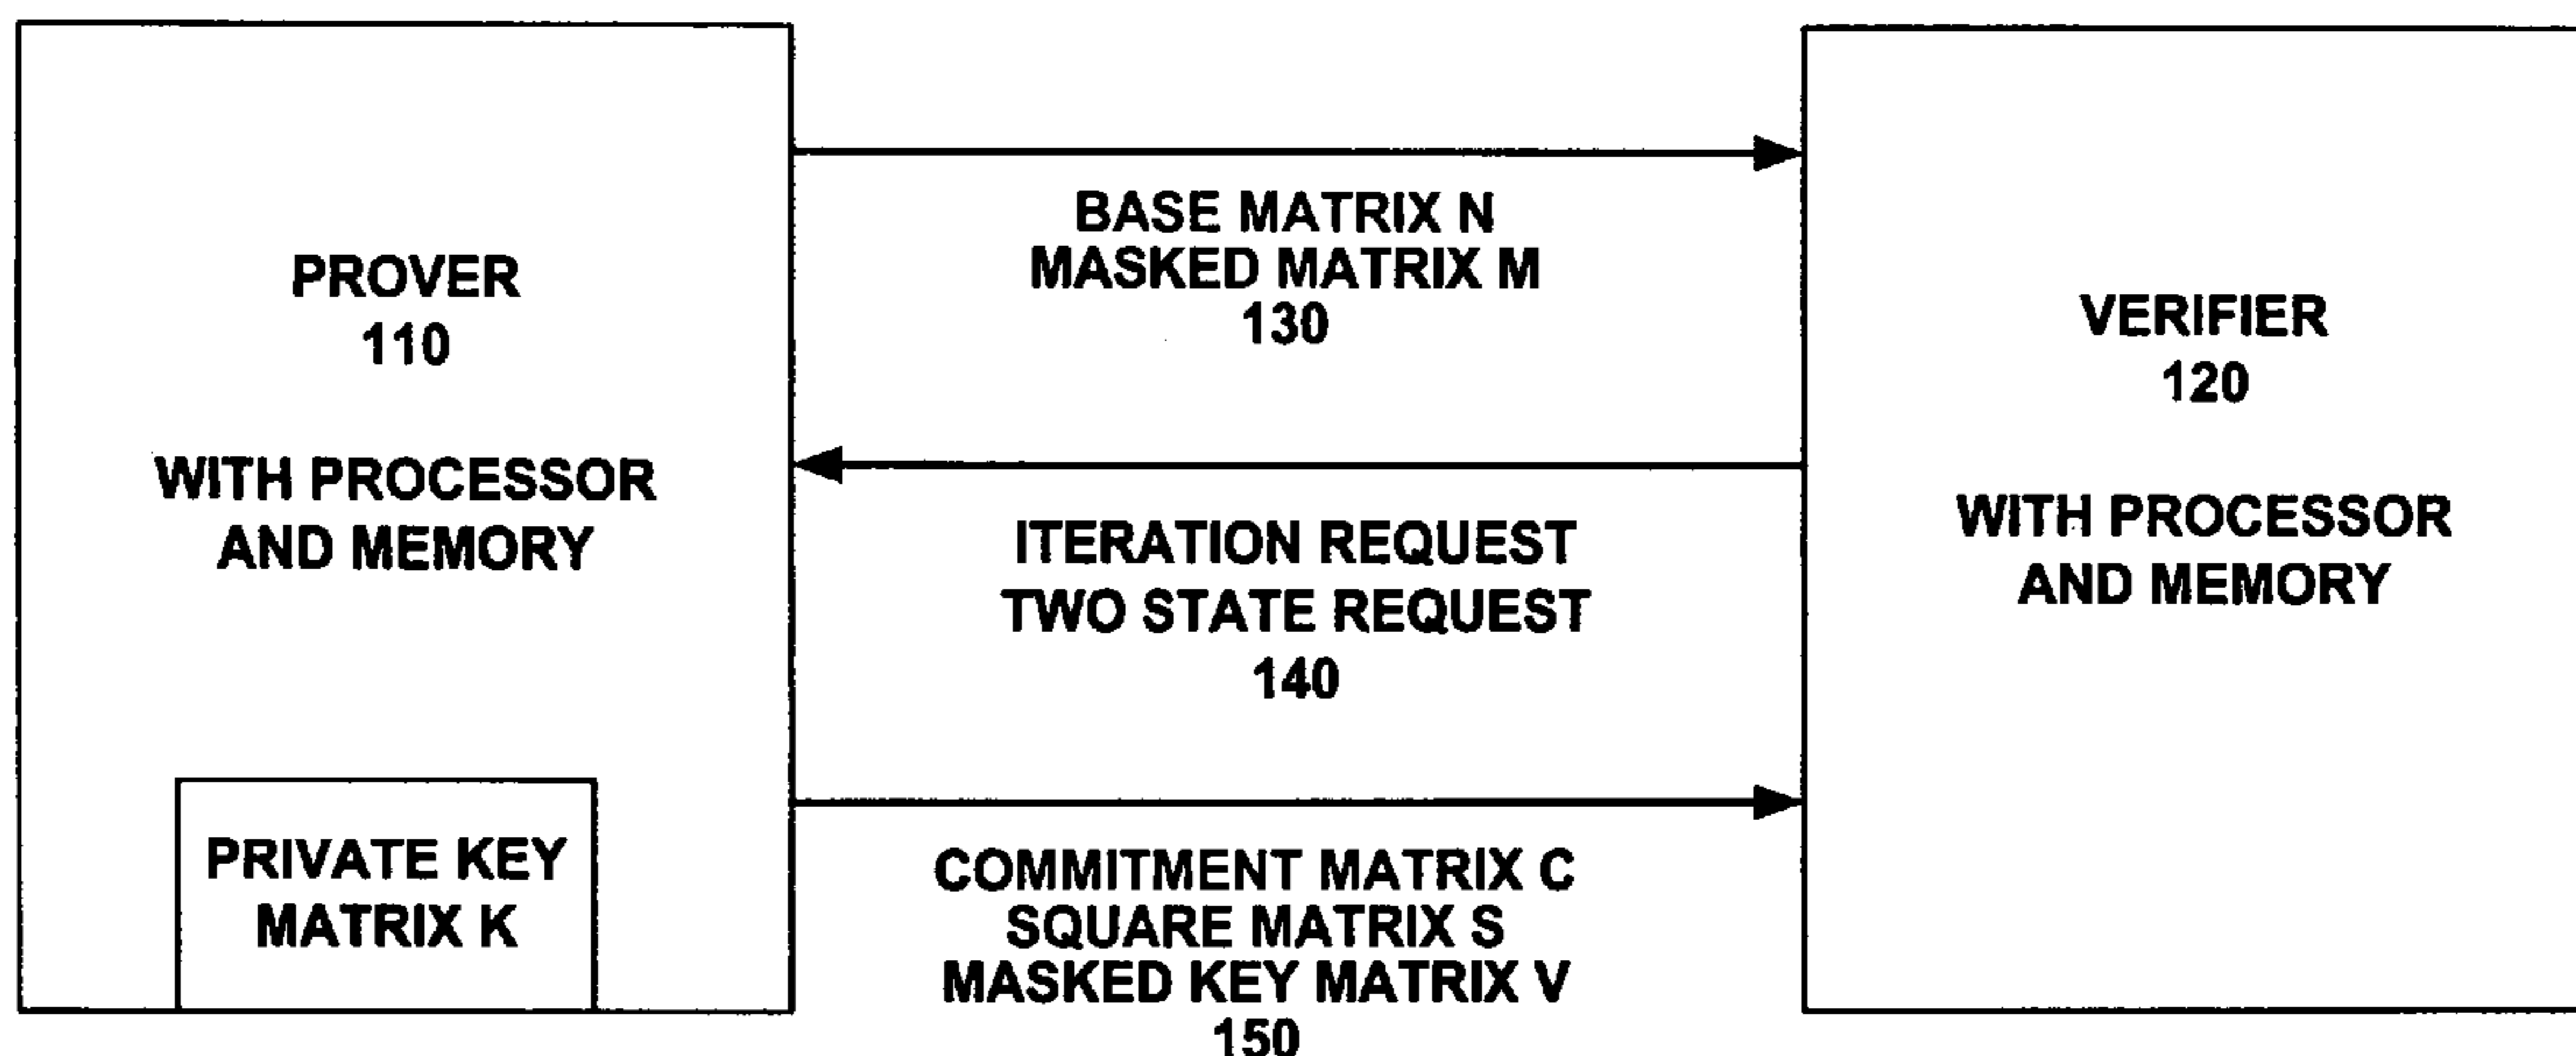 PROVER
110
WITH PROCESSOR
AND MEMORY
PRIVATE KEY
MATRIX K
BASE MATRIX N
MASKED MATRIX M
130
ITERATION REQUEST
TWO STATE REQUEST
140
COMMITMENT MATRIX C
SQUARE MATRIX S
MASKED KEY MATRIX V
150
VERIFIER
120
WITH PROCESSOR
AND MEMORY